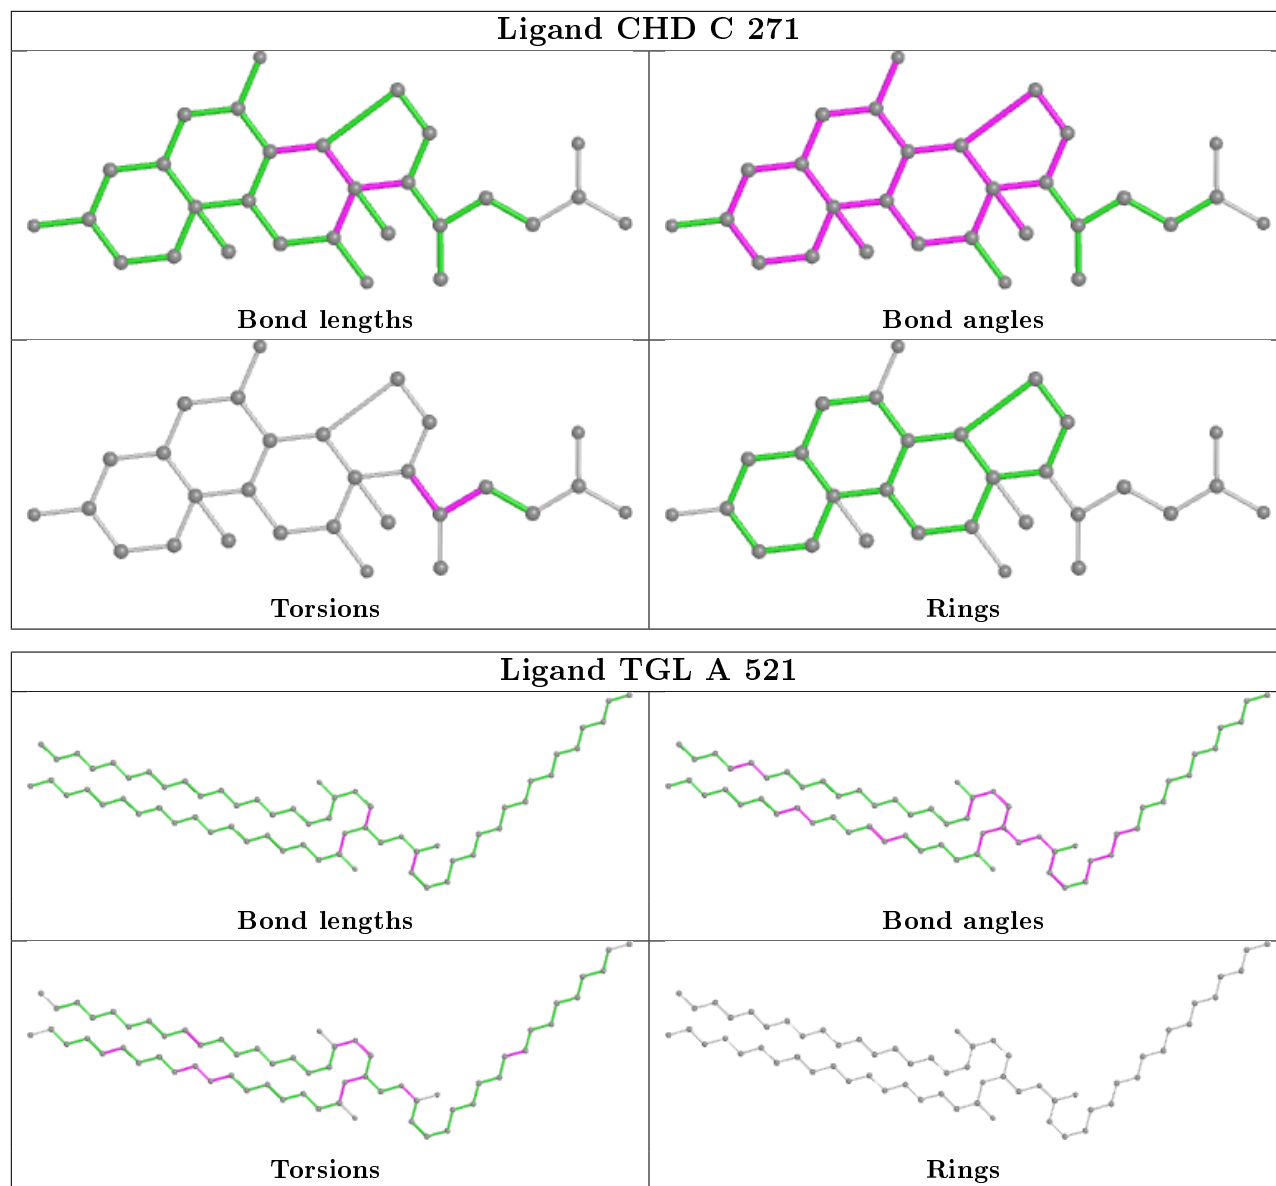 Ligand CHD C 271
Bond lengths
Bond angles
Torsions
Rings
Ligand TGL A 521
Bond lengths
Bond angles
Torsions
Rings